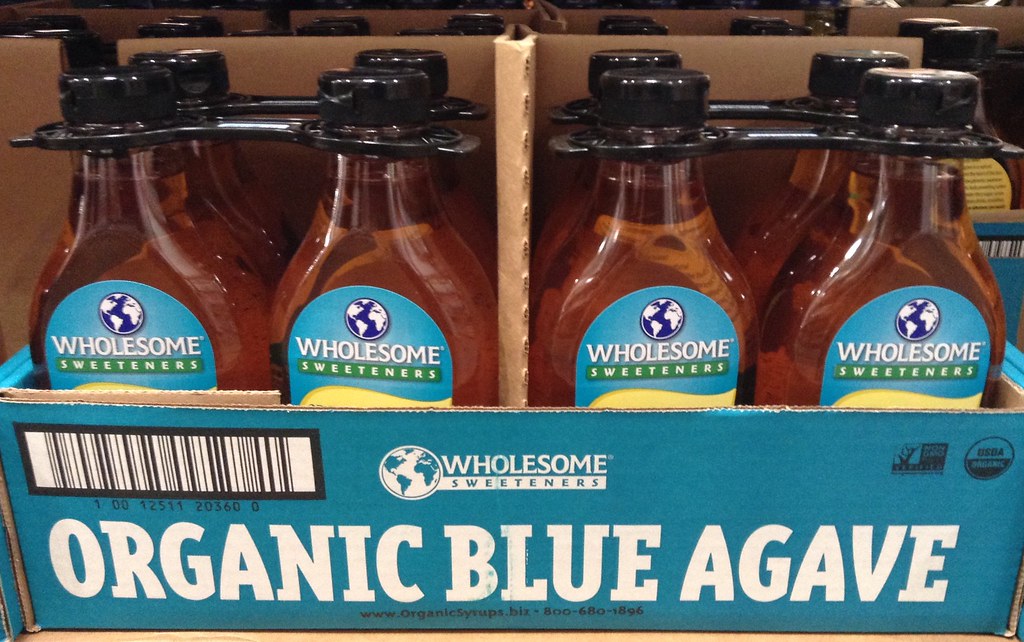 WHOLESOME®
SWEETENERS
WHOLESOME®
SWEETENERS
WHOLESOME®
SWEETENERS
WHOLESOME®
SWEETENERS
WHOLESOME®
SWEETENERS
USDA
ORGANIC
1 00 12511 20360 0
ORGANIC BLUE AGAVE
www.OrganicSyrups.biz - 800-680-1896